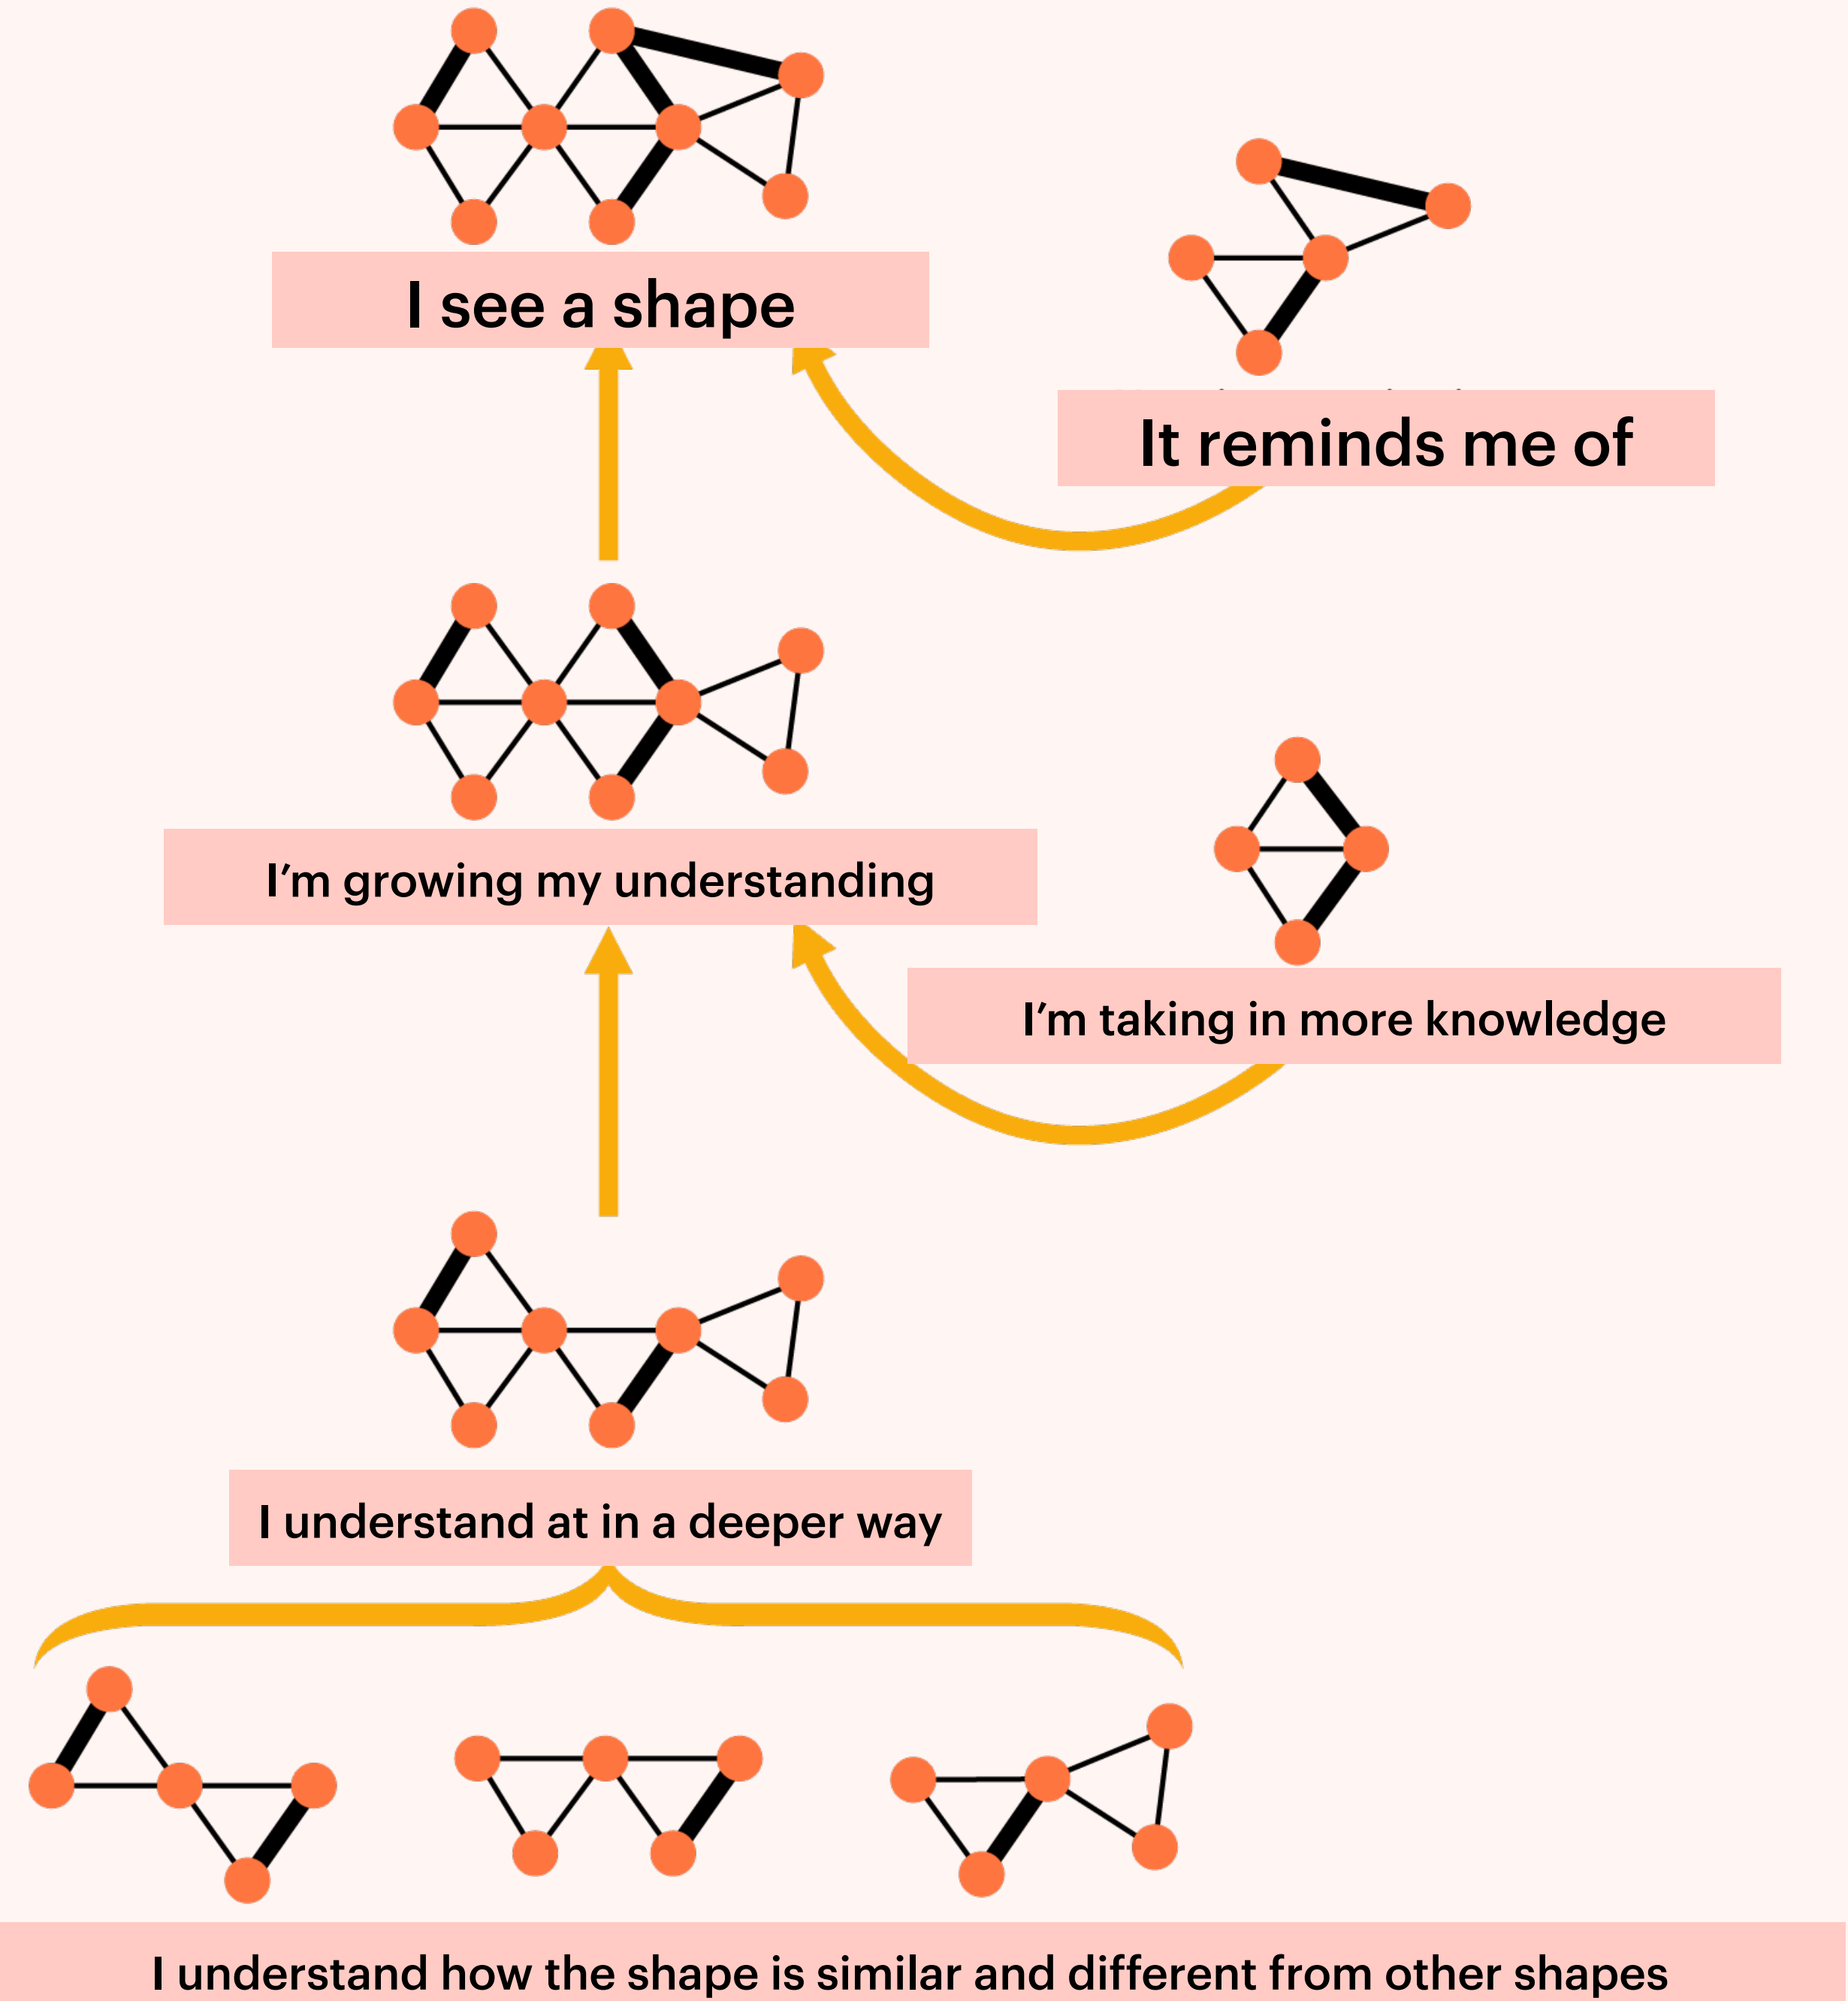 I see a shape
It reminds me of
I'm growing my understanding
I'm taking in more knowledge
I understand at in a deeper way
I understand how the shape is similar and different from other shapes